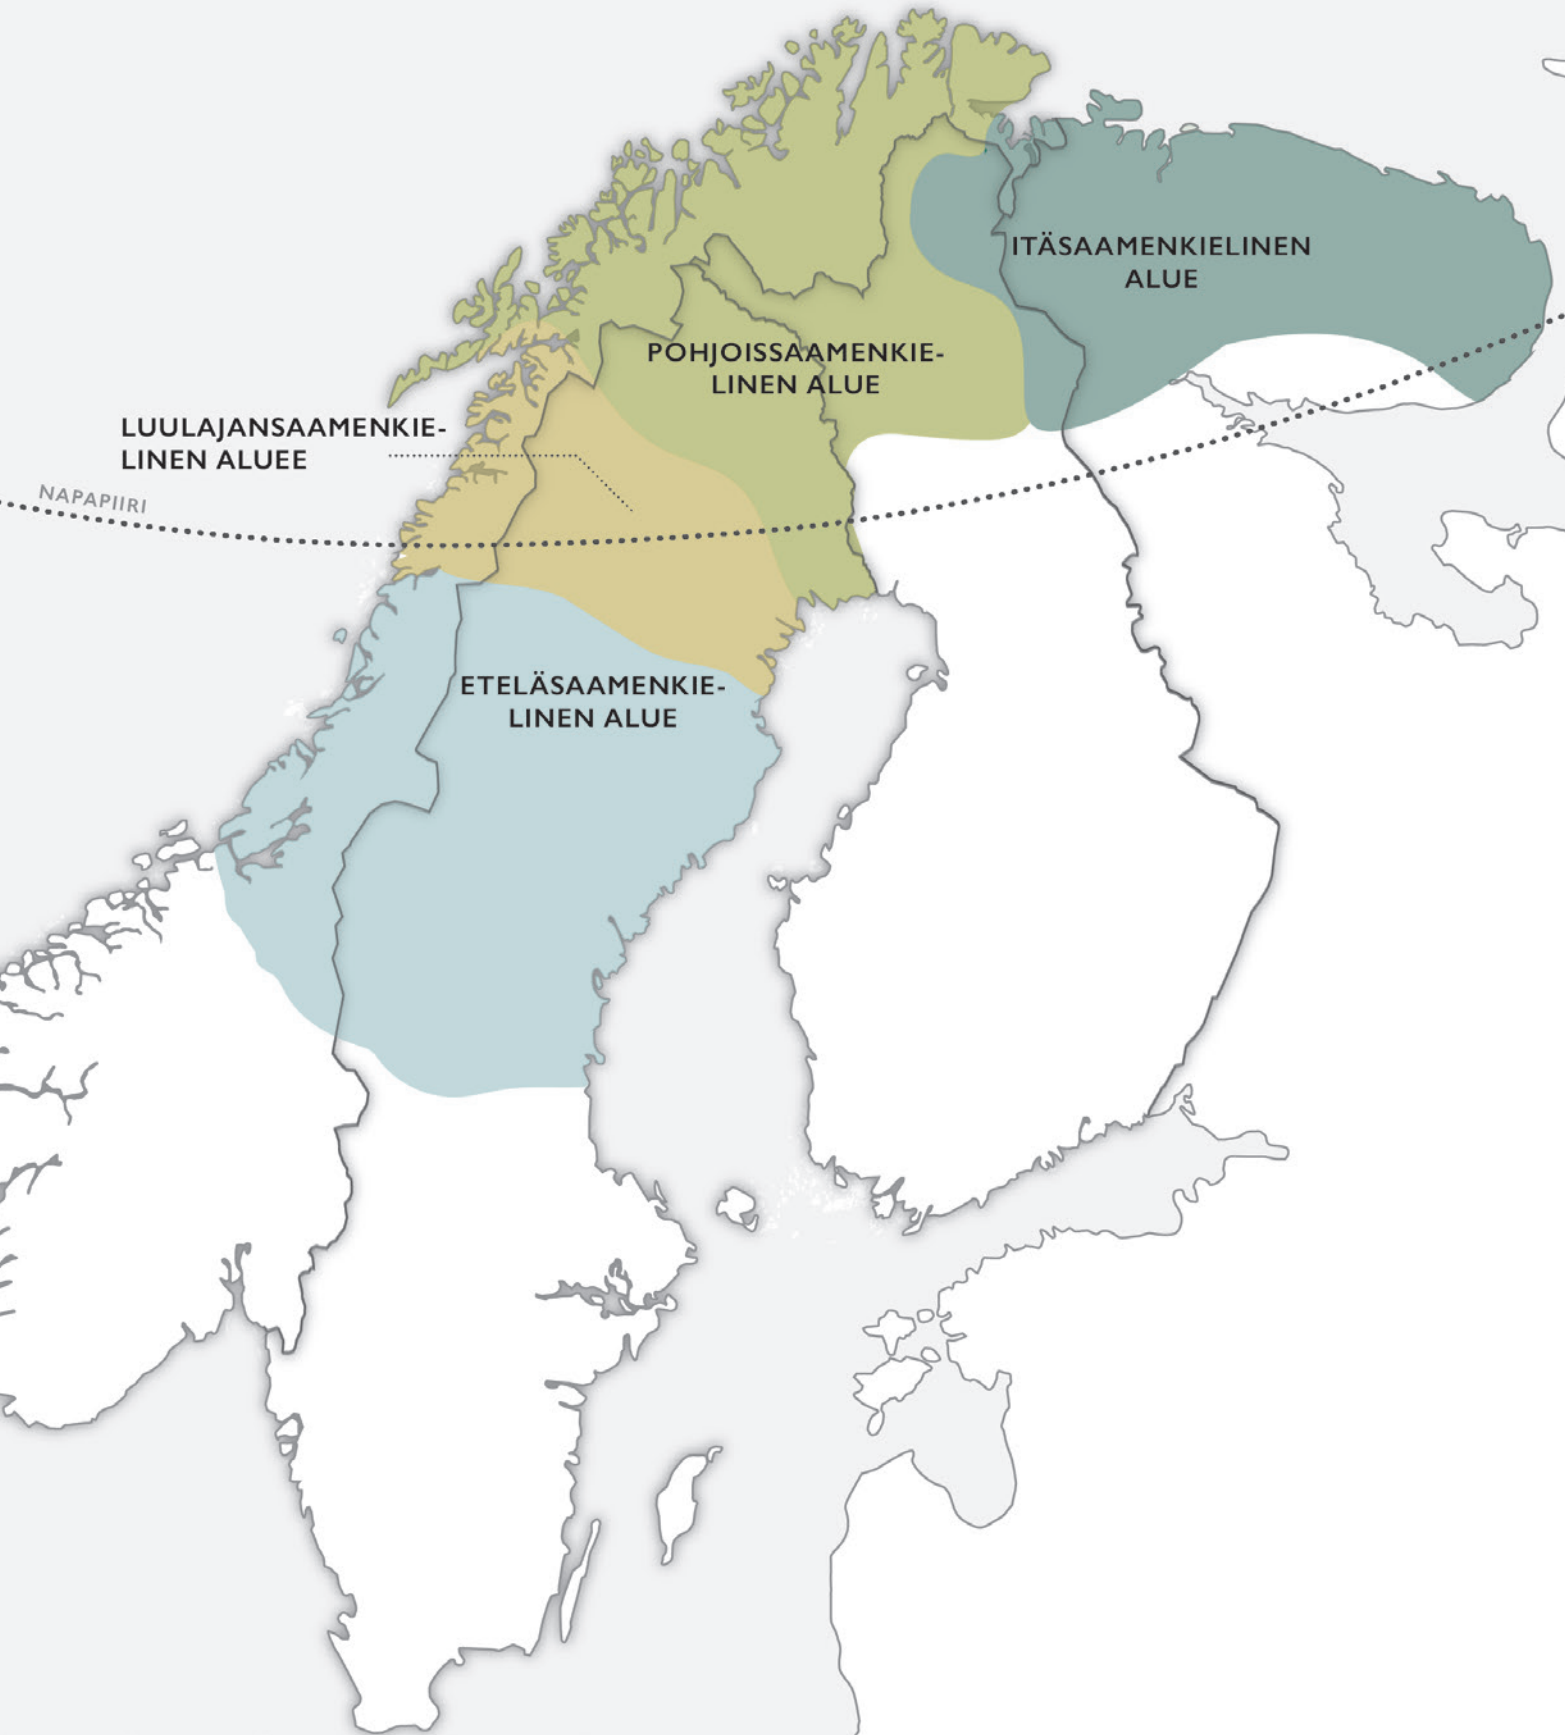 ITÄSAAMENKIELINEN
ALUE
POHJOISSAAMENKIE-
LINEN ALUE
LUULAJANSAAMENKIE-
LINEN ALUEE
NAPAPIIRI
ETELÄSAAMENKIE-
LINEN ALUE